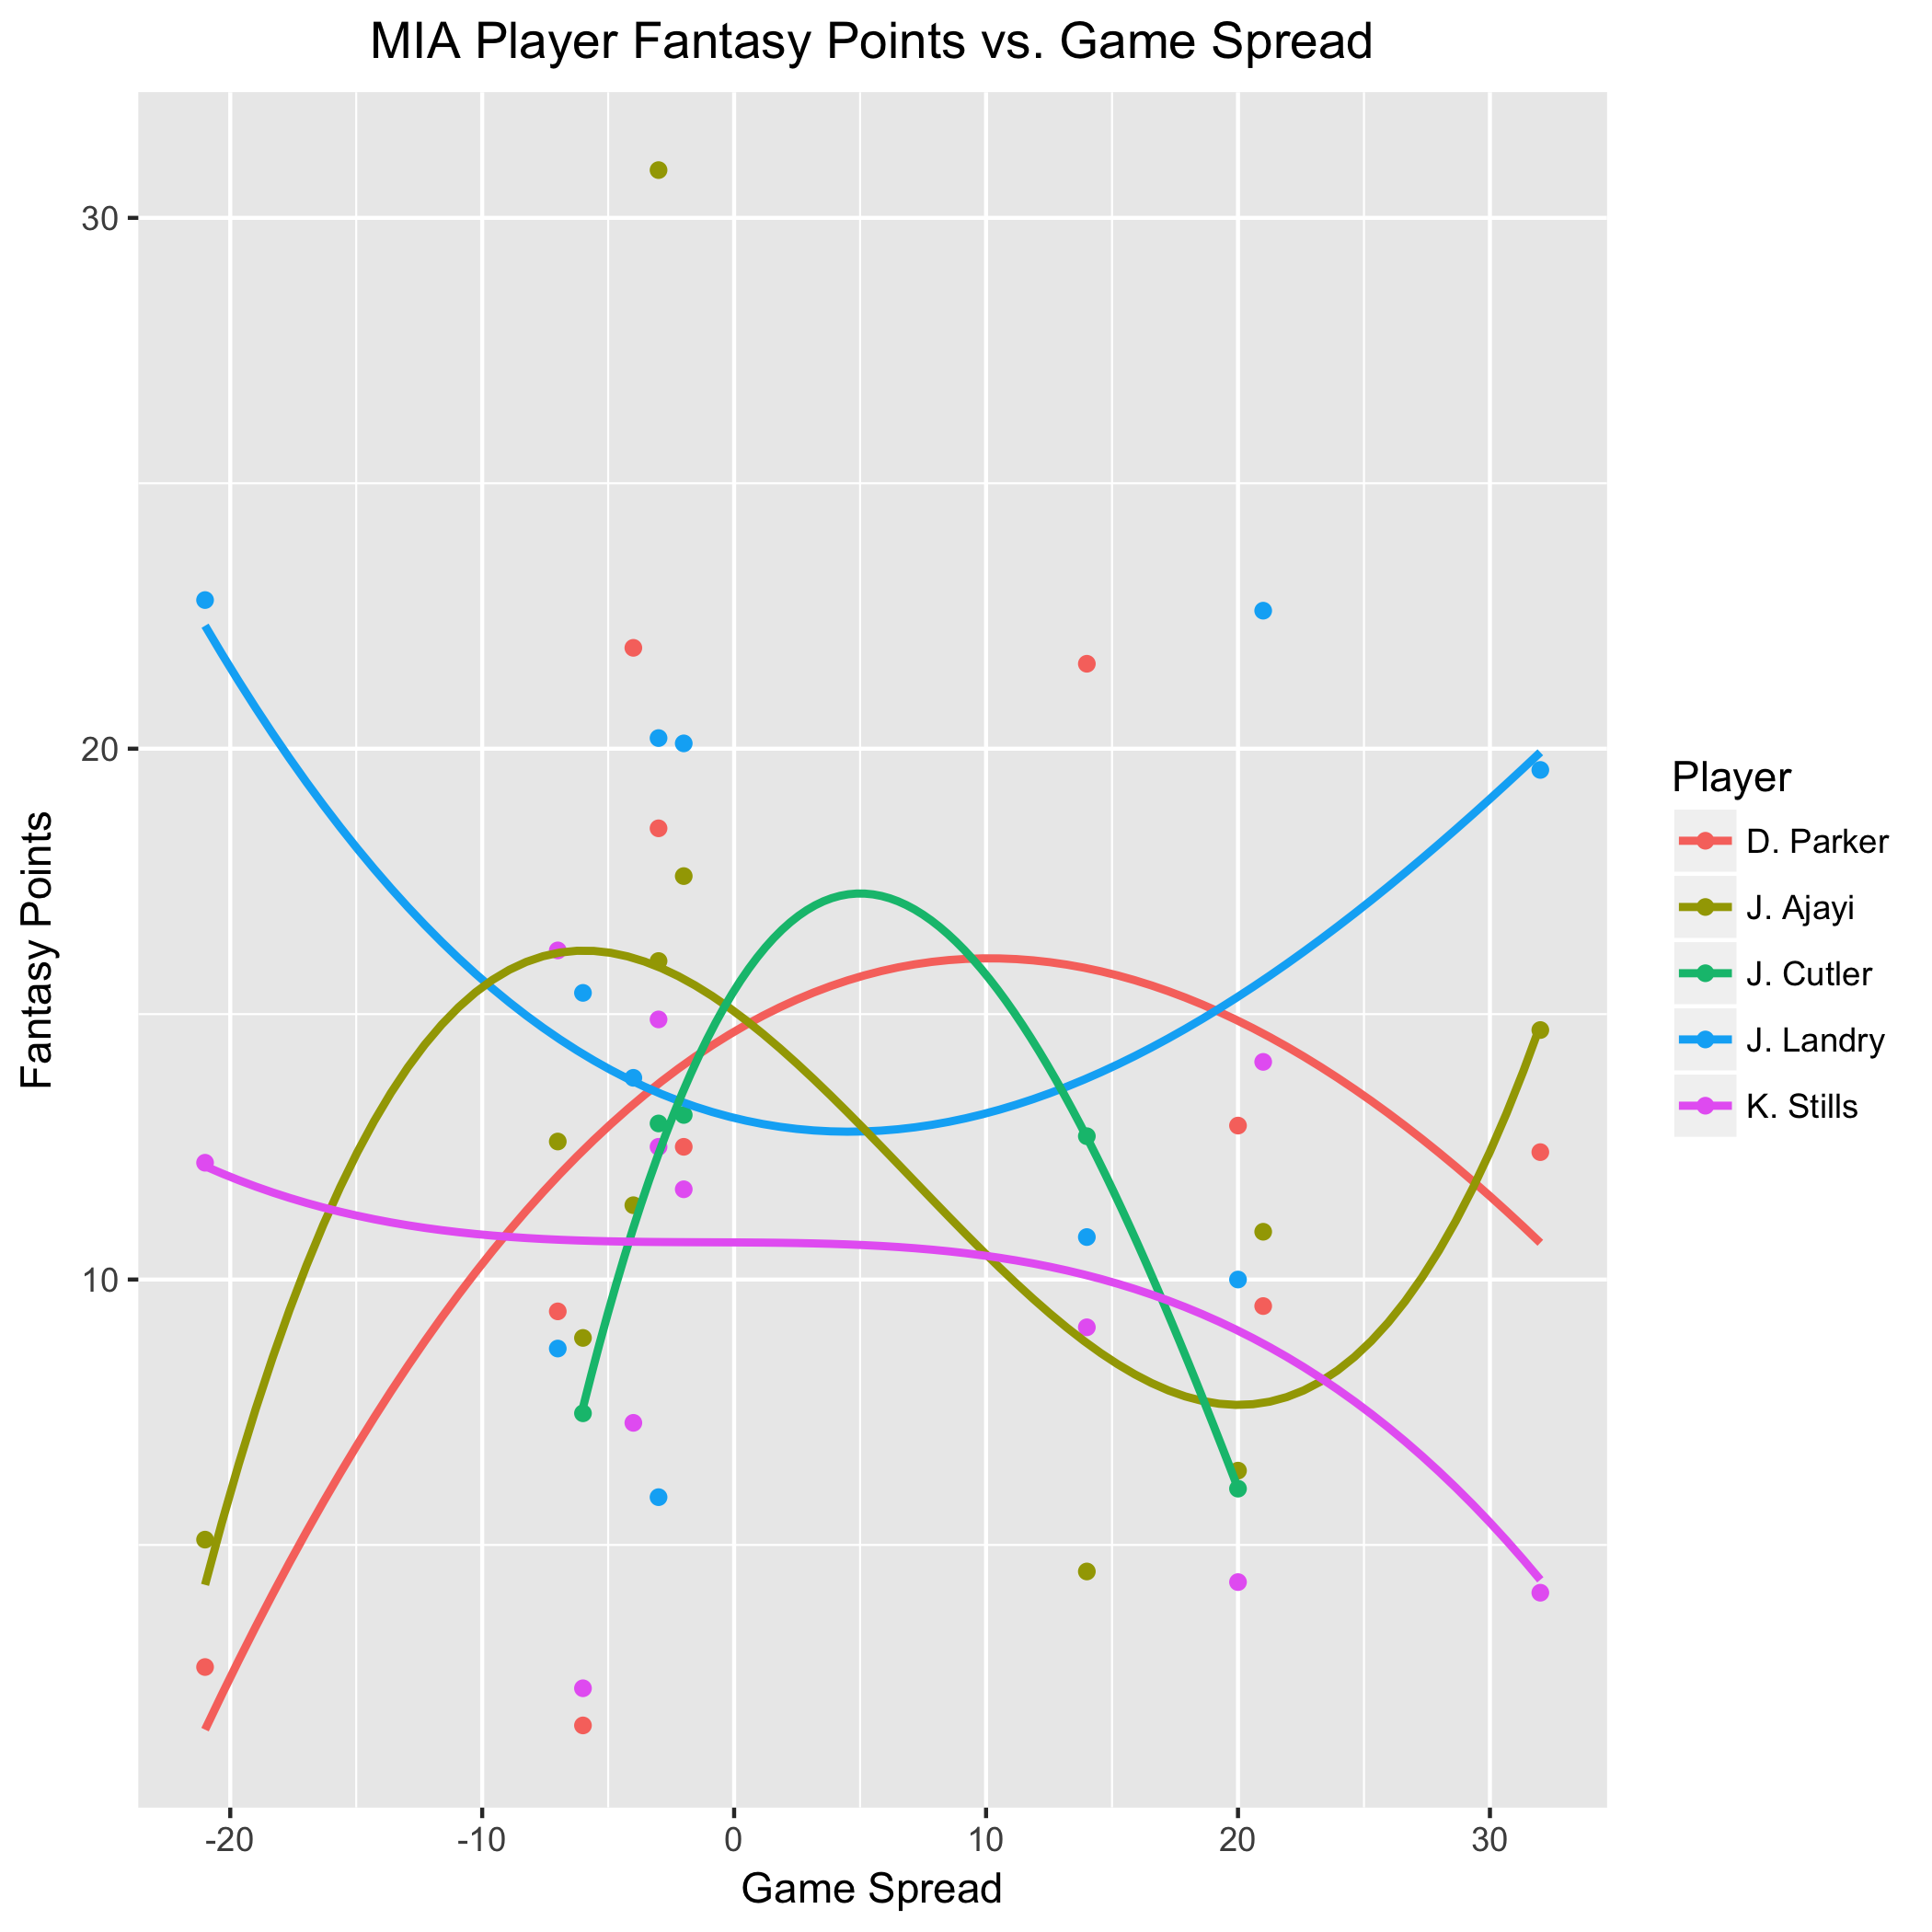 MIA Player Fantasy Points vs. Game Spread
30
20
10
Fantasy Points
-20
-10
0
10
20
30
Game Spread
Player
D. Parker
J. Ajayi
J. Cutler
J. Landry
K. Stills